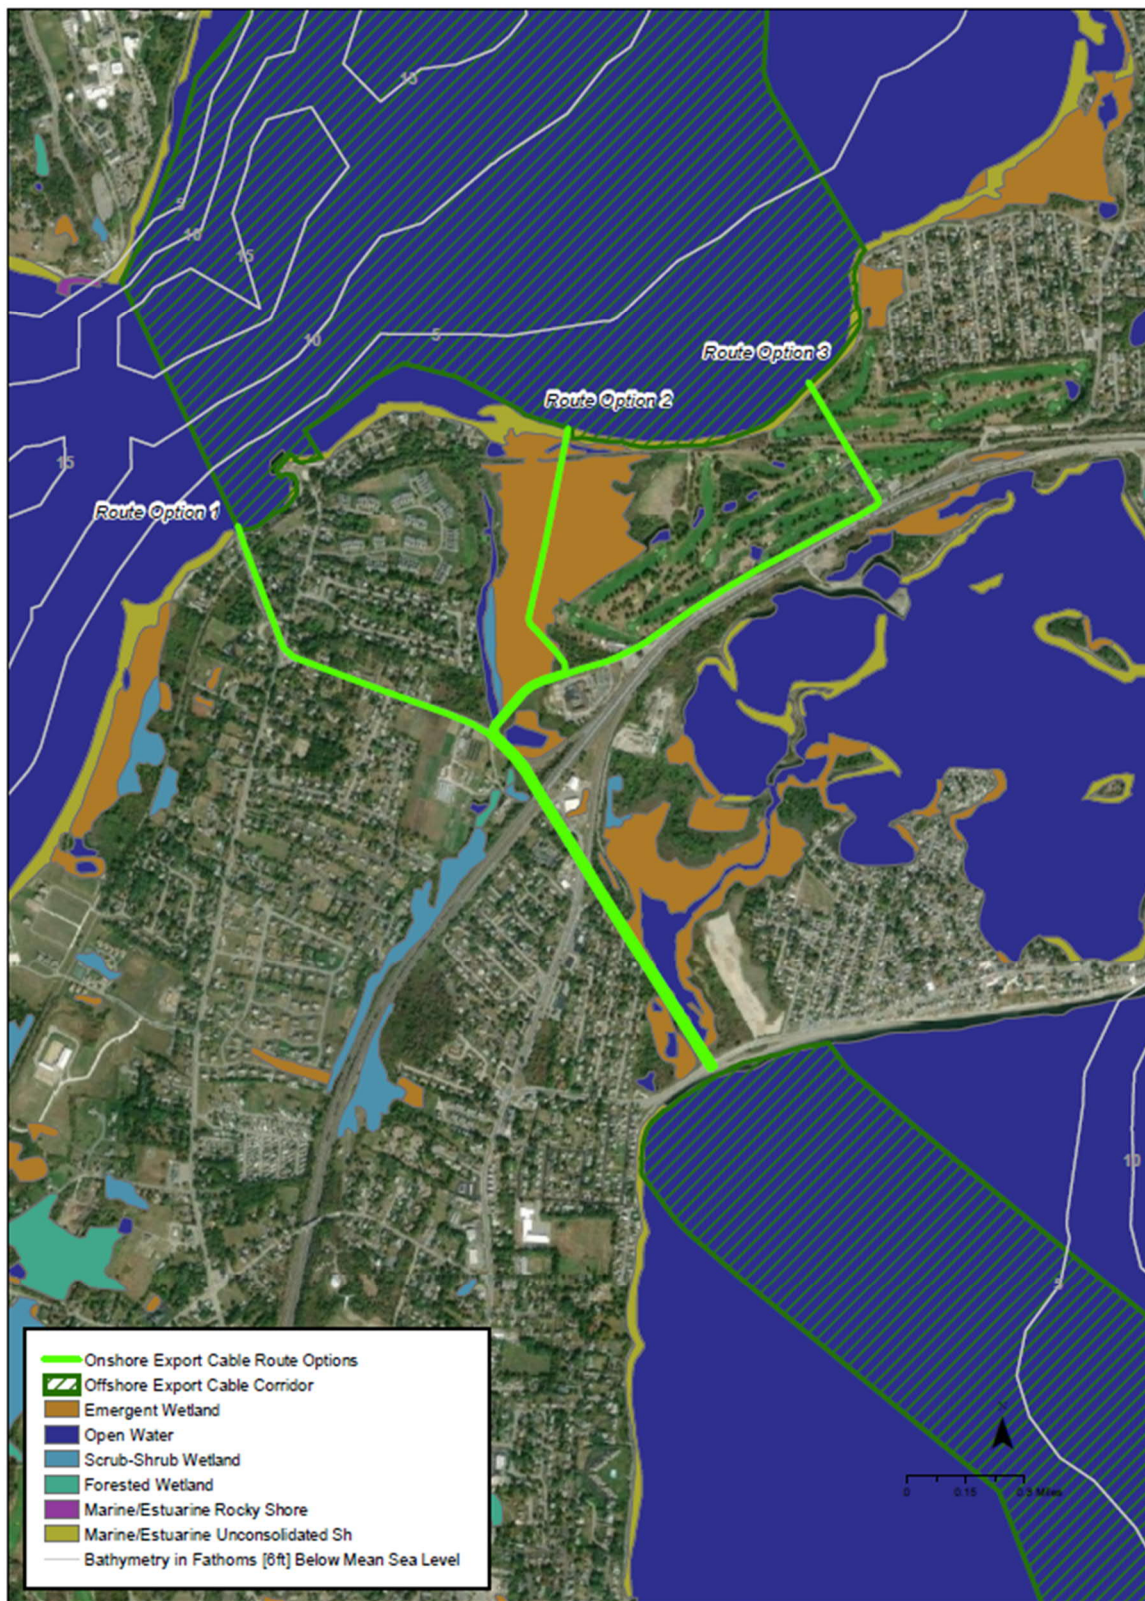 15
5
10
15
10
5
Route Option 3
Route Option 2
15
Route Option 1
10
5
0 0.15 0.3 Miles
Onshore Export Cable Route Options
Offshore Export Cable Corridor
Emergent Wetland
Open Water
Scrub-Shrub Wetland
Forested Wetland
Marine/Estuarine Rocky Shore
Marine/Estuarine Unconsolidated Sh
Bathymetry in Fathoms [6ft] Below Mean Sea Level